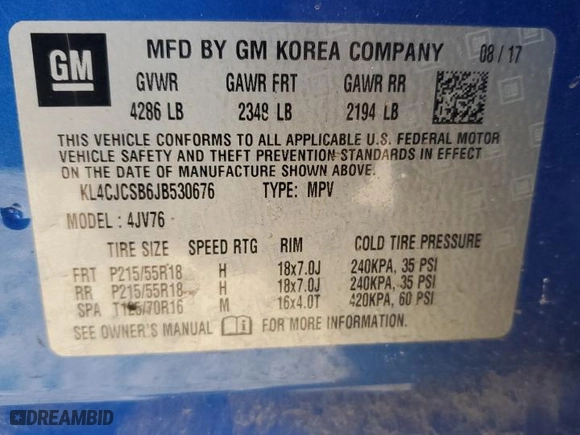 GM
MFD BY GM KOREA COMPANY 08 / 17
GVWR GAWR FRT GAWR RR
4286 LB 2348 LB 2194 LB
THIS VEHICLE CONFORMS TO ALL APPLICABLE U.S. FEDERAL MOTOR
VEHICLE SAFETY AND THEFT PREVENTION STANDARDS IN EFFECT
ON THE DATE OF MANUFACTURE SHOWN ABOVE.
KL4CJCSB6JB530676 TYPE: MPV
MODEL : 4JV76
TIRE SIZE SPEED RTG RIM COLD TIRE PRESSURE
FRT P215/55R18 H 18x7.0J 240KPA, 35 PSI
RR P215/55R18 H 18x7.0J 240KPA, 35 PSI
SPA T125/70R16 M 16x4.0T 420KPA, 60 PSI
SEE OWNER'S MANUAL FOR MORE INFORMATION.
DREAMBID